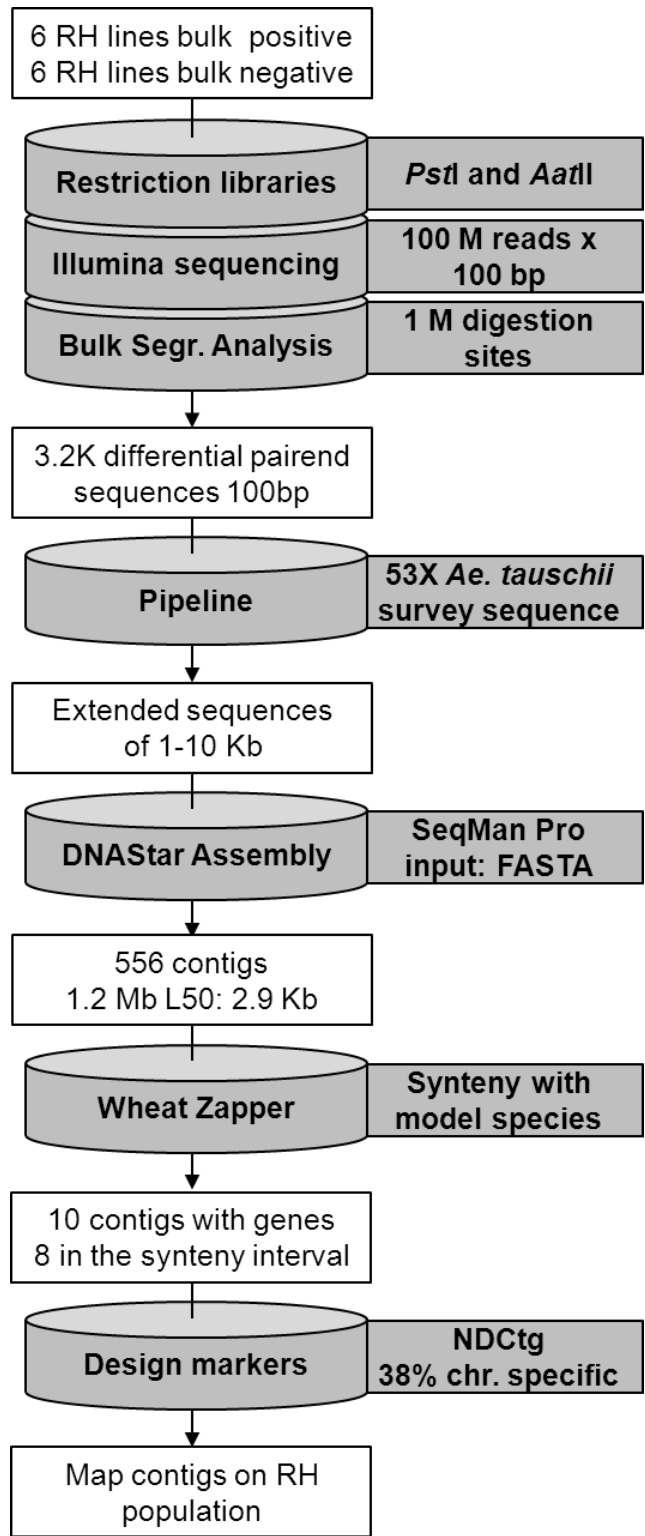 6 RH lines bulk positive
6 RH lines bulk negative
Restriction libraries
PstI and AatII
Illumina sequencing
100 M reads x
100 bp
Bulk Segr. Analysis
1 M digestion
sites
3.2K differential pairend
sequences 100bp
Pipeline
53X Ae. tauschii
survey sequence
Extended sequences
of 1-10 Kb
DNAStar Assembly
SeqMan Pro
input: FASTA
556 contigs
1.2 Mb L50: 2.9 Kb
Wheat Zapper
Synteny with
model species
10 contigs with genes
8 in the synteny interval
Design markers
NDCtg
38% chr. specific
Map contigs on RH
population